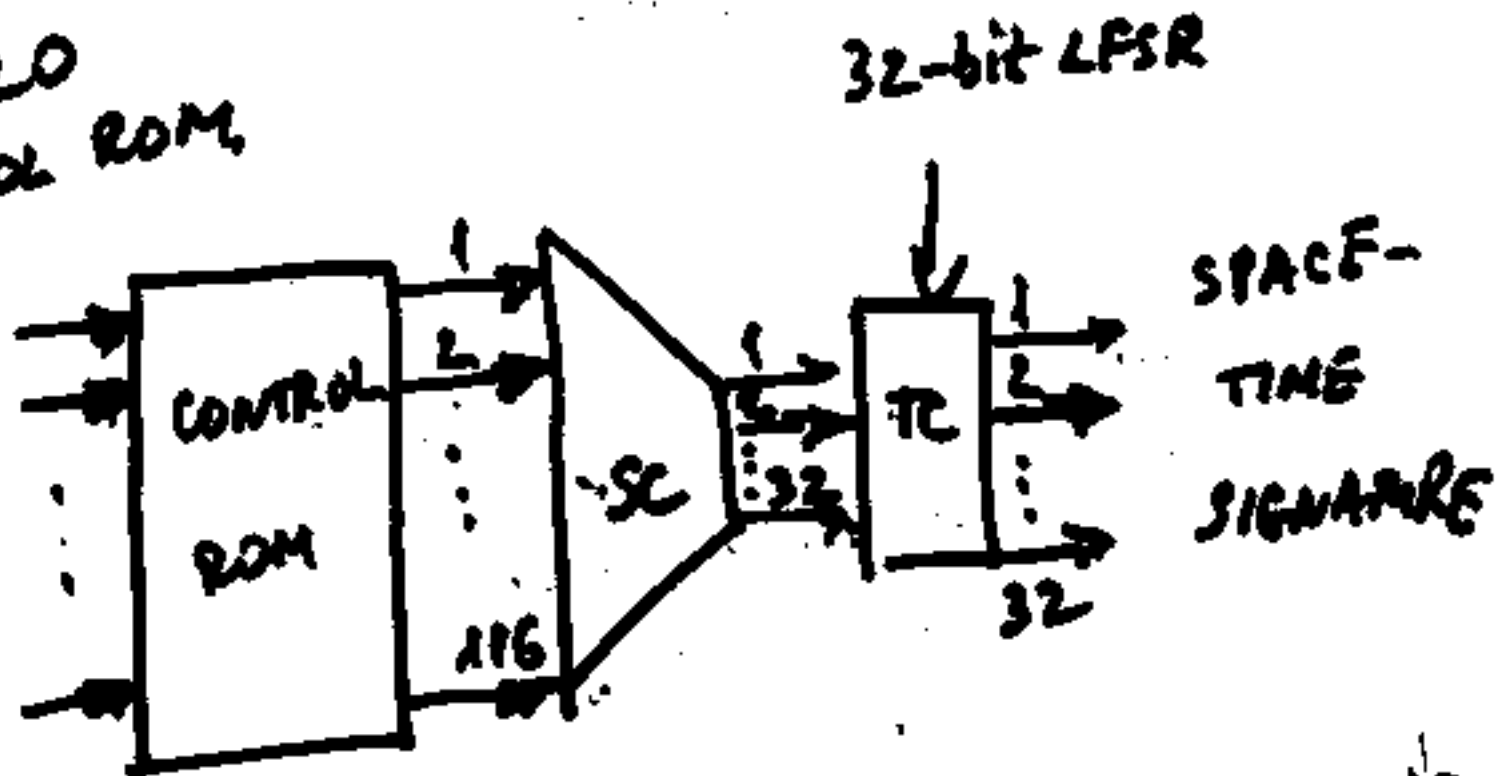 ROM,
32-bit LFSR
CONTROL
ROM
1
2
116
SC
1
2
32
TC
1
2
32
SPACE-
TIME
SIGNATURE